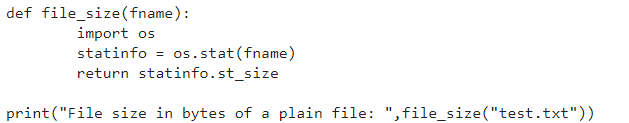 def file_size(fname):
        import os
        statinfo = os.stat(fname)
        return statinfo.st_size
print("File size in bytes of a plain file: ",file_size("test.txt"))